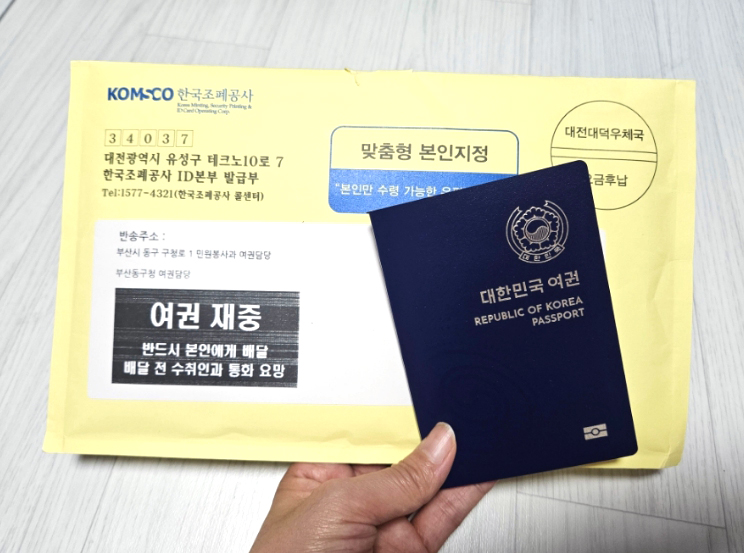 KOMSCO 한국조폐공사
Korea Minting, Security Printing &
ID Card Operating Corp.
34037
대전광역시 유성구 테크노10로 7
한국조폐공사 ID본부 발급부
Tel:1577-4321(한국조폐공사 콜센터)
맞춤형 본인지정
"본인만 수령 가능한
대전대덕우체국
요금후납
반송주소 :
부산시 동구 구청로 1 민원봉사과 여권담당
부산동구청 여권담당
여권 재중
반드시 본인에게 배달
배달 전 수취인과 통화 요망
대한민국
대한민국 여권
REPUBLIC OF KOREA
PASSPORT